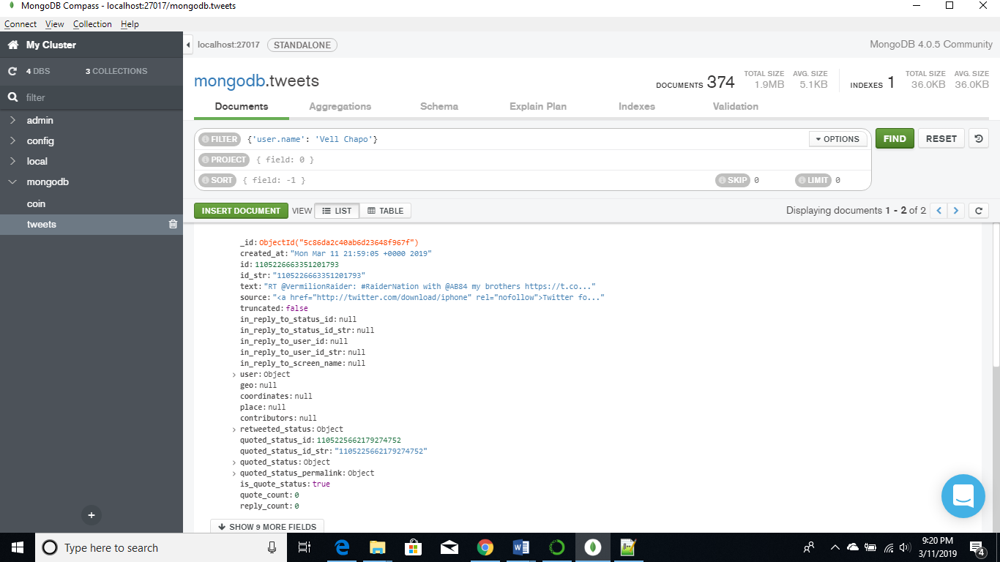 MongoDB Compass - localhost:27017/mongodb.tweets
Connect View Collection Help
My Cluster
4 DBS 3 COLLECTIONS
filter
admin
config
local
mongodb
coin
tweets
localhost:27017 STANDALONE MongoDB 4.0.5 Community
mongodb.tweets
DOCUMENTS 374 TOTAL SIZE 1.9MB AVG. SIZE 5.1KB INDEXES 1 TOTAL SIZE 36.0KB AVG. SIZE 36.0KB
Documents Aggregations Schema Explain Plan Indexes Validation
FILTER {'user.name': 'Vell Chapo'} OPTIONS FIND RESET
PROJECT { field: 0 }
SORT { field: -1 } SKIP 0 LIMIT 0
INSERT DOCUMENT VIEW LIST TABLE Displaying documents 1 - 2 of 2
_id: ObjectId("5c86da2c40ab6d23648f967f")
created_at: "Mon Mar 11 21:59:05 +0000 2019"
id: 1105226663351201793
id_str: "1105226663351201793"
text: "RT @VermilionRaider: #RaiderNation with @AB84 my brothers https://t.co..."
source: "<a href="http://twitter.com/download/iphone" rel="nofollow">Twitter fo..."
truncated: false
in_reply_to_status_id: null
in_reply_to_status_id_str: null
in_reply_to_user_id: null
in_reply_to_user_id_str: null
in_reply_to_screen_name: null
user: Object
geo: null
coordinates: null
place: null
contributors: null
retweeted_status: Object
quoted_status_id: 1105225662179274752
quoted_status_id_str: "1105225662179274752"
quoted_status: Object
quoted_status_permalink: Object
is_quote_status: true
quote_count: 0
reply_count: 0
SHOW 9 MORE FIELDS
Type here to search
9:20 PM
3/11/2019
4